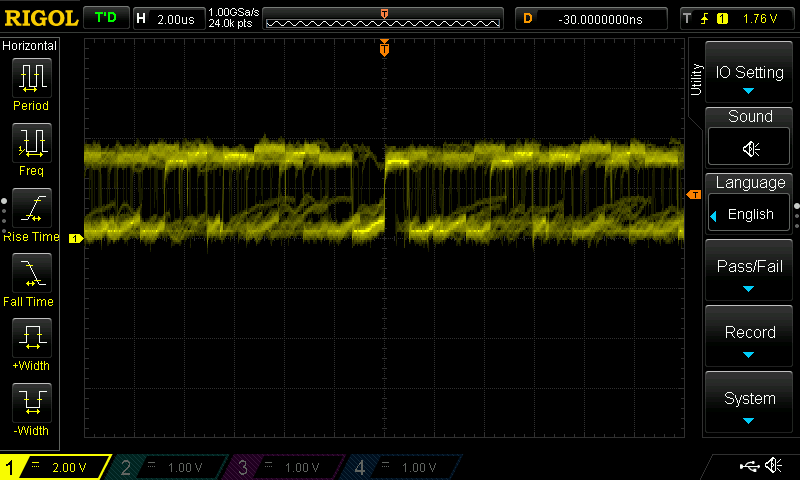 RIGOL T'D H 2.00us 1.00GSa/s
24.0k pts T D -30.0000000ns T 1 1.76 V
Horizontal
Period
Freq
Rise Time
Fall Time
+Width
-Width
T
T
1
Utility
IO Setting
Sound
Language
English
Pass/Fail
Record
System
1 = 2.00 V 2 = 1.00 V 3 = 1.00 V 4 = 1.00 V